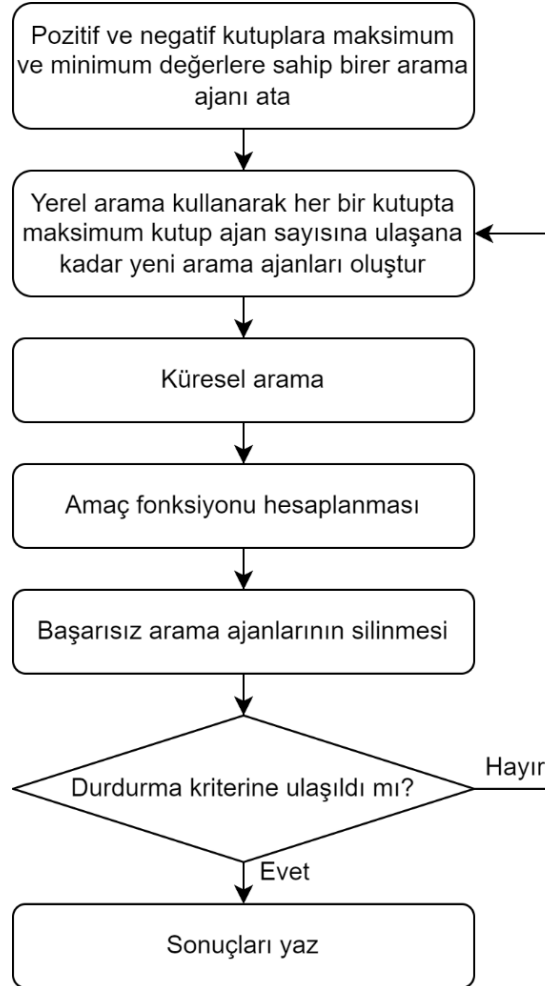 Pozitif ve negatif kutuplara maksimum
ve minimum değerlere sahip birer arama
ajanı ata
Yerel arama kullanarak her bir kutupta
maksimum kutup ajan sayısına ulaşana
kadar yeni arama ajanları oluştur
Küresel arama
Amaç fonksiyonu hesaplanması
Başarısız arama ajanlarının silinmesi
Durdurma kriterine ulaşıldı mı?
Hayır
Evet
Sonuçları yaz